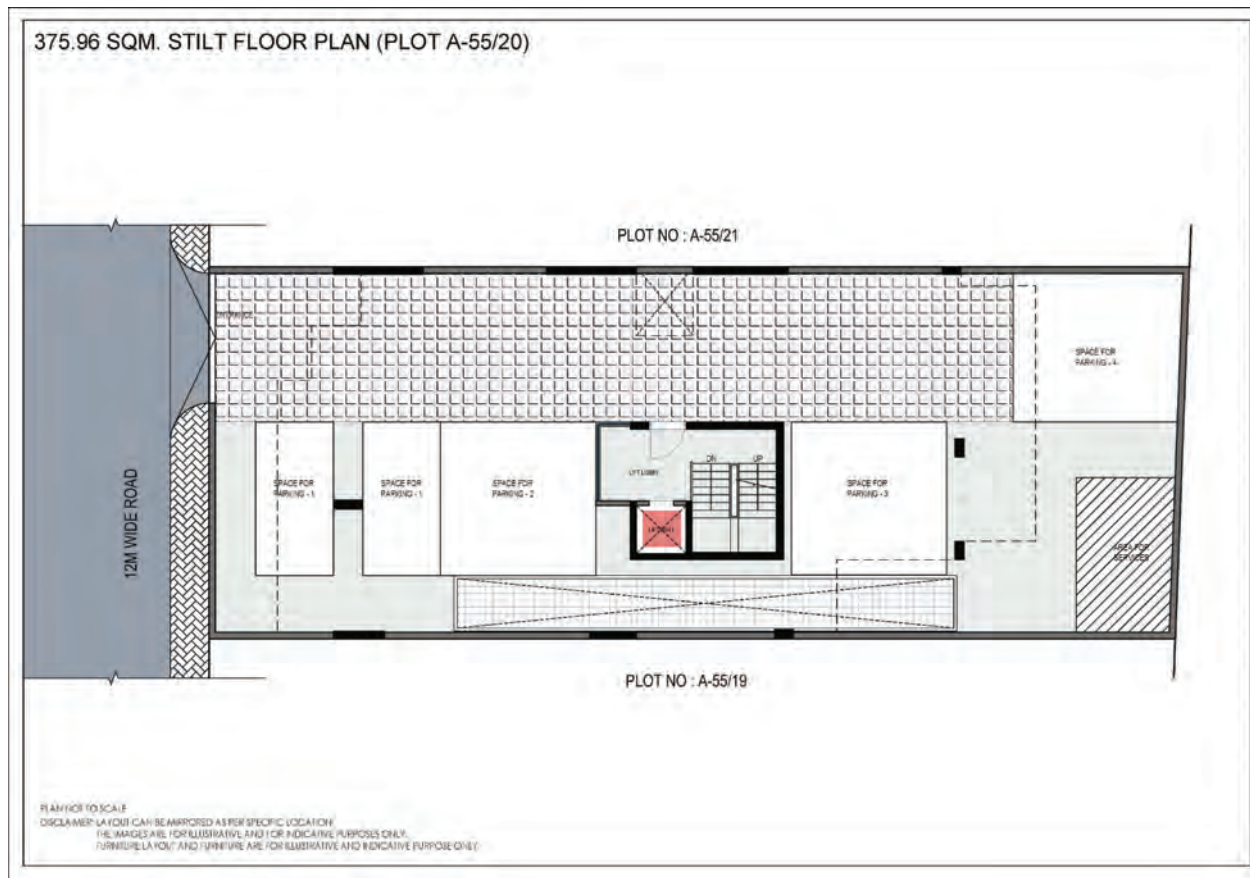 375.96 SQM. STILT FLOOR PLAN (PLOT A-55/20)
PLOT NO : A-55/21
ENTRANCE
SPACE FOR
PARKING - 4
12M WIDE ROAD
SPACE FOR
PARKING - 1
SPACE FOR
PARKING - 1
SPACE FOR
PARKING - 2
LIFT LOBBY
DN
UP
SPACE FOR
PARKING - 3
AREA FOR
SERVICES
PLOT NO : A-55/19
PLAN NOT TO SCALE
DISCLAIMER: LAYOUT CAN BE MIRRORED AS PER SPECIFIC LOCATION
THE IMAGES ARE FOR ILLUSTRATIVE AND FOR INDICATIVE PURPOSES ONLY.
FURNITURE LAYOUT AND FURNITURE ARE FOR ILLUSTRATIVE AND INDICATIVE PURPOSE ONLY